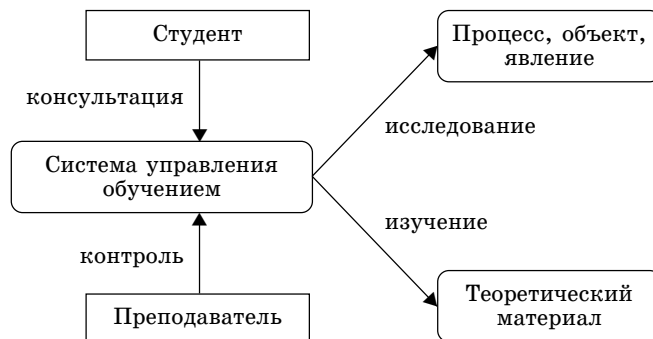 Студент
Процесс, объект,
явление
консультация
исследование
Система управления
обучением
изучение
контроль
Преподаватель
Теоретический
материал